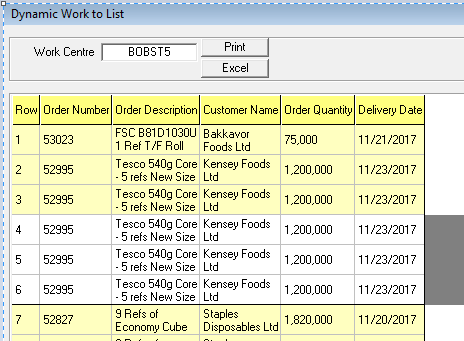 Dynamic Work to List
Work Centre BOBST5 Print
Excel
Row Order Number Order Description Customer Name Order Quantity Delivery Date
1 53023 FSC B81D1030U Bakkavor 75,000 11/21/2017
1 Ref T/F Roll Foods Ltd
2 52995 Tesco 540g Core Kensey Foods 1,200,000 11/23/2017
- 5 refs New Size Ltd
3 52995 Tesco 540g Core Kensey Foods 1,200,000 11/23/2017
- 5 refs New Size Ltd
4 52995 Tesco 540g Core Kensey Foods 1,200,000 11/23/2017
- 5 refs New Size Ltd
5 52995 Tesco 540g Core Kensey Foods 1,200,000 11/23/2017
- 5 refs New Size Ltd
6 52995 Tesco 540g Core Kensey Foods 1,200,000 11/23/2017
- 5 refs New Size Ltd
7 52827 9 Refs of Staples 1,820,000 11/20/2017
Economy Cube Disposables Ltd